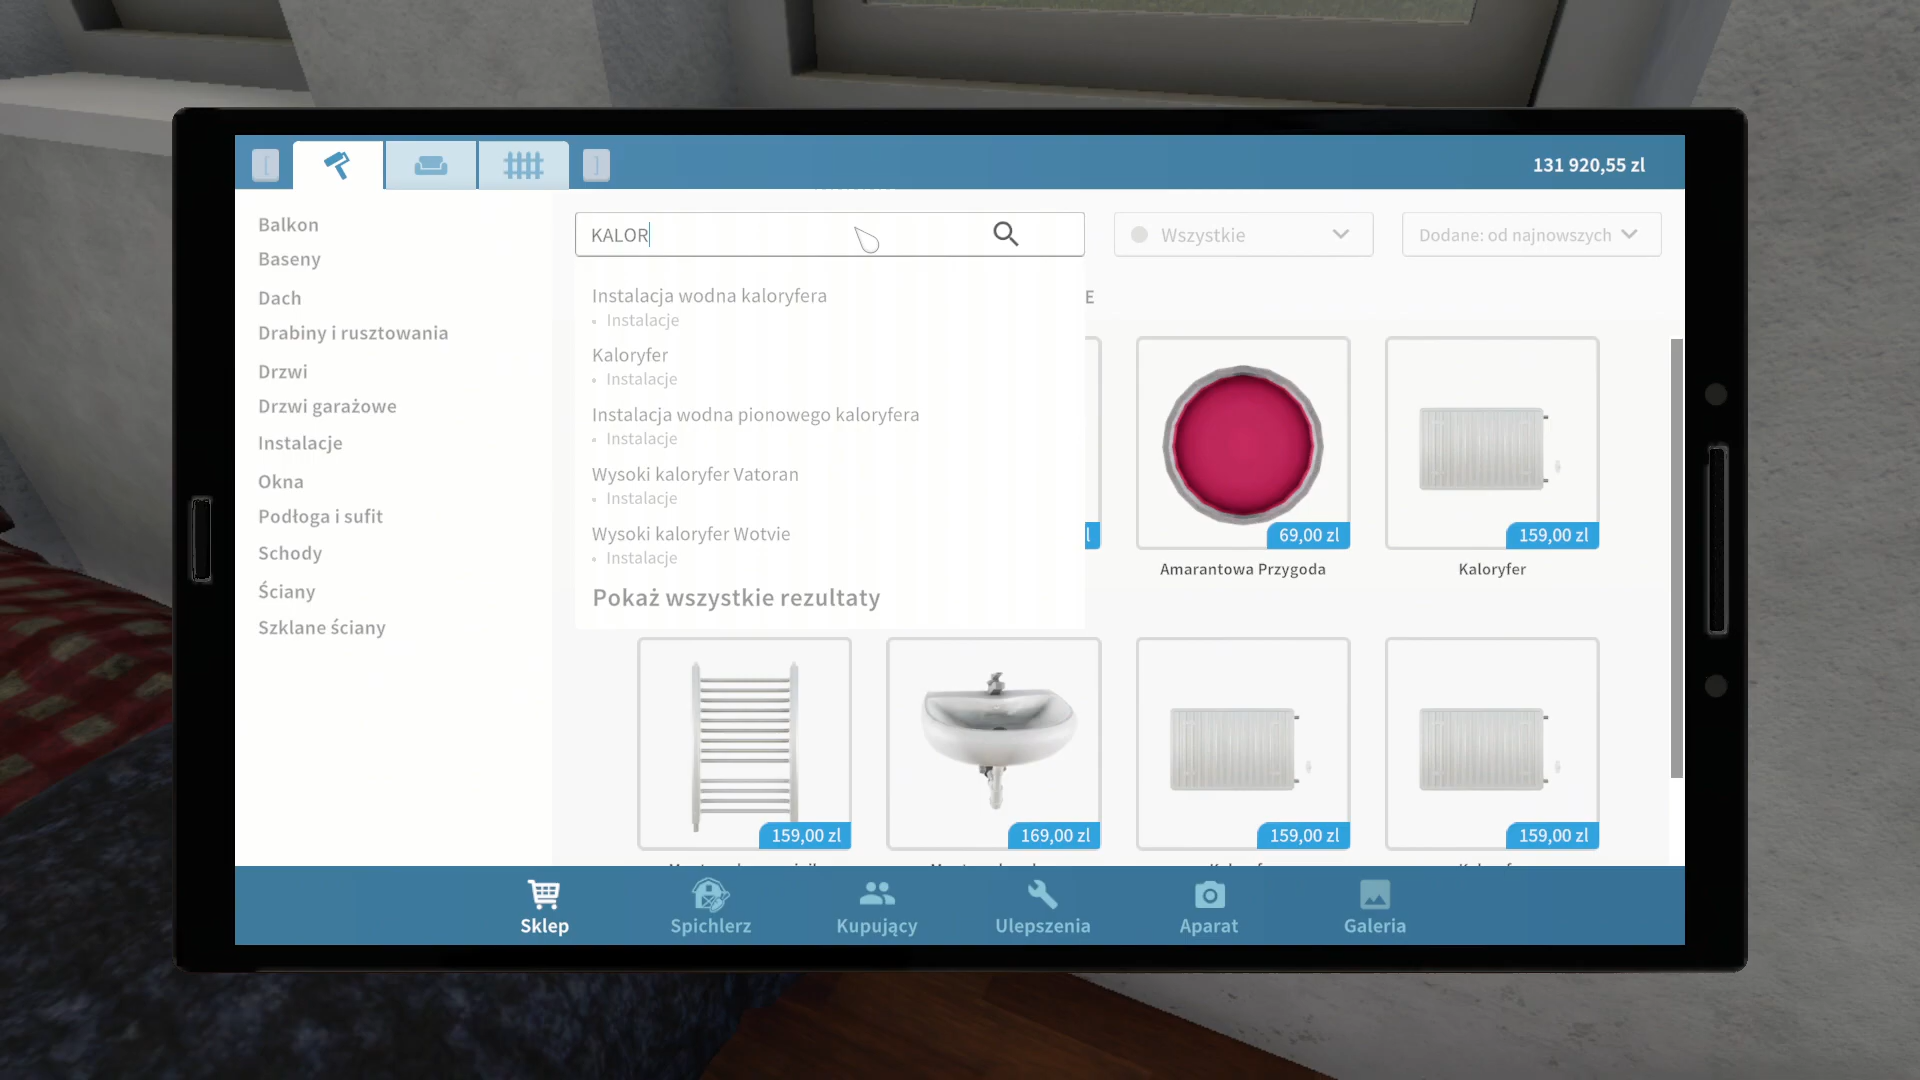 [
]
131 920,55 zl
Balkon
Baseny
Dach
Drabiny i rusztowania
Drzwi
Drzwi garażowe
Instalacje
Okna
Podłoga i sufit
Schody
Ściany
Szklane ściany
KALOR
Wszystkie
Dodane: od najnowszych
Instalacja wodna kaloryfera
• Instalacje
Kaloryfer
• Instalacje
Instalacja wodna pionowego kaloryfera
• Instalacje
Wysoki kaloryfer Vatoran
• Instalacje
Wysoki kaloryfer Wotvie
• Instalacje
Pokaż wszystkie rezultaty
E
69,00 zl
Amarantowa Przygoda
159,00 zl
Kaloryfer
159,00 zl
169,00 zl
159,00 zl
159,00 zl
Sklep
Spichlerz
Kupujący
Ulepszenia
Aparat
Galeria